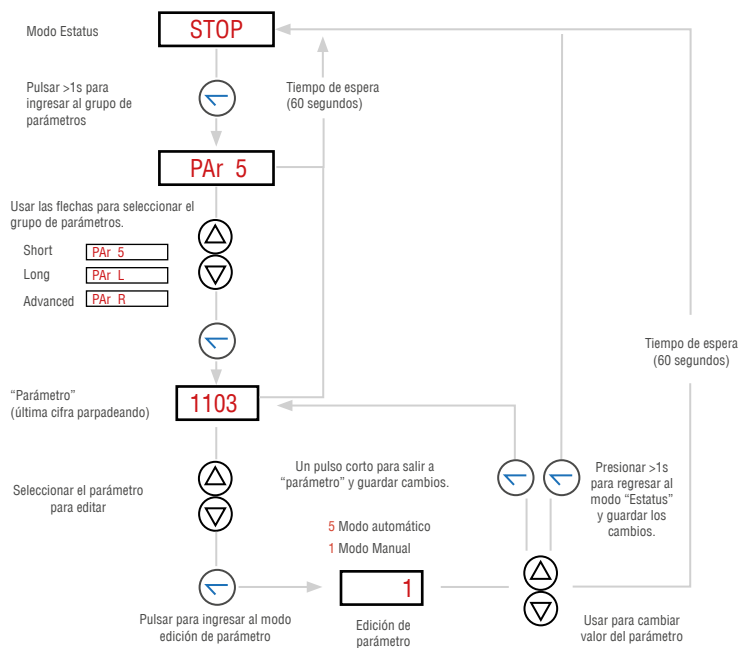 Modo Estatus
STOP
Pulsar >1s para
ingresar al grupo de
parámetros
Tiempo de espera
(60 segundos)
PAr 5
Usar las flechas para seleccionar el
grupo de parámetros.
Short
PAr 5
Long
PAr L
Advanced
PAr R
Tiempo de espera
(60 segundos)
“Parámetro”
(última cifra parpadeando)
1103
Seleccionar el parámetro
para editar
Un pulso corto para salir a
“parámetro” y guardar cambios.
Presionar >1s
para regresar al
modo “Estatus”
y guardar los
cambios.
5 Modo automático
1 Modo Manual
1
Pulsar para ingresar al modo
edición de parámetro
Edición de
parámetro
Usar para cambiar
valor del parámetro